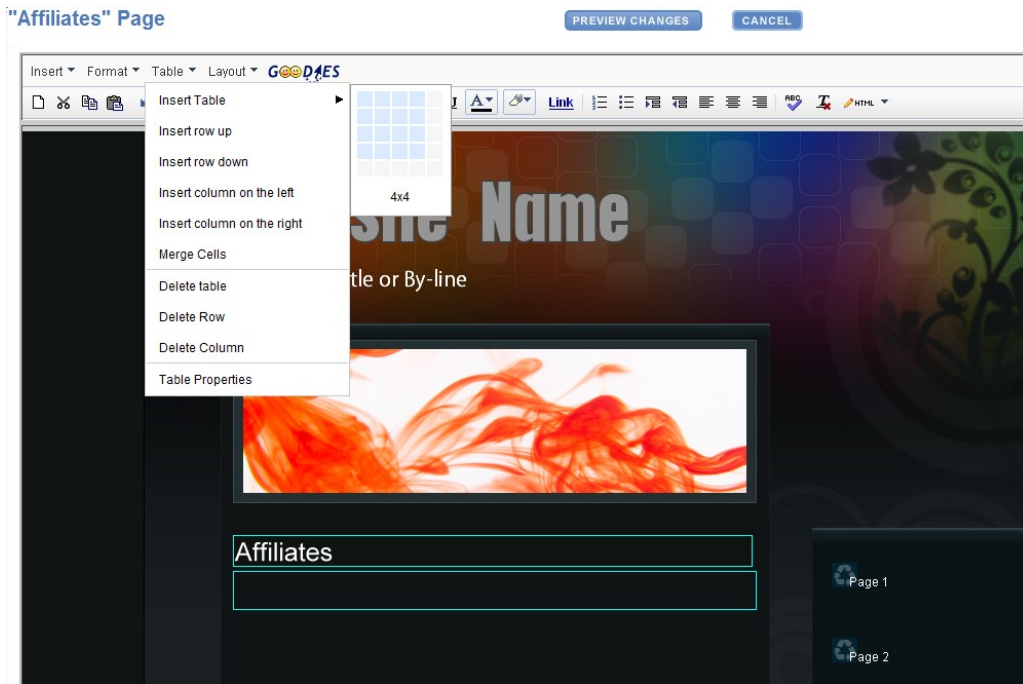 "Affiliates" Page
PREVIEW CHANGES
CANCEL
Insert Format Table Layout GOODIES
U A Link ABC HTML
Insert Table
Insert row up
Insert row down
Insert column on the left
Insert column on the right
Merge Cells
Delete table
Delete Row
Delete Column
Table Properties
4x4
Name
tle or By-line
Affiliates
Page 1
Page 2